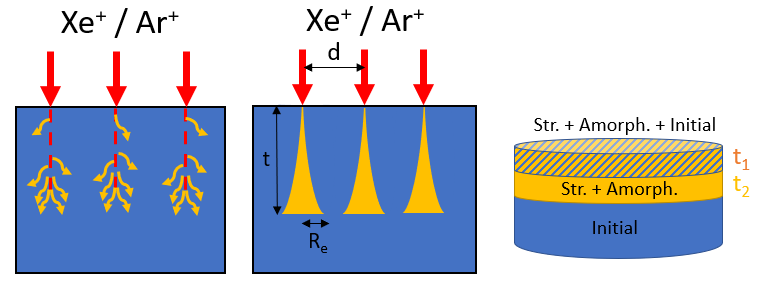 Xe⁺ / Ar⁺
Xe⁺ / Ar⁺
d
t
Rₑ
Str. + Amorph. + Initial
t₁
Str. + Amorph.
t₂
Initial